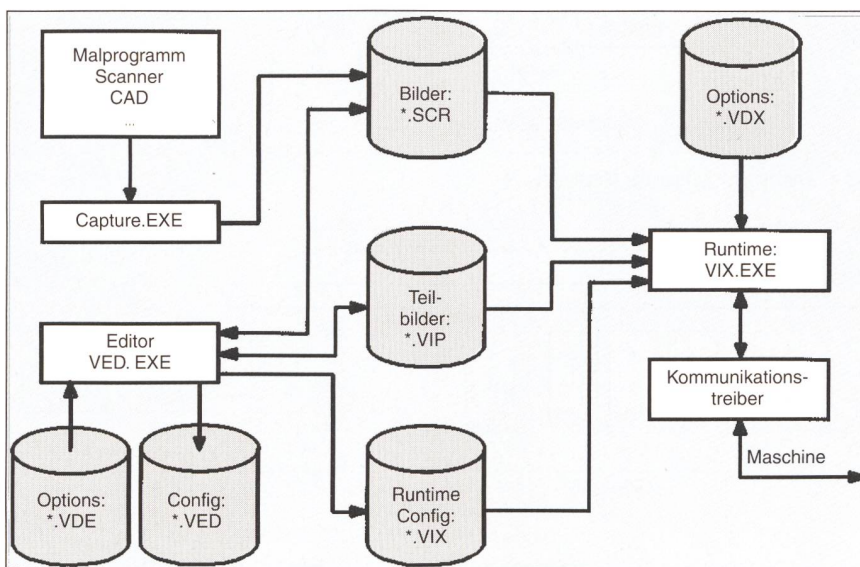 Malprogramm
Scanner
CAD
...
Capture.EXE
Bilder:
*.SCR
Options:
*.VDX
Runtime:
VIX.EXE
Teil-
bilder:
*.VIP
Editor
VED. EXE
Kommunikations-
treiber
Maschine
Options:
*.VDE
Config:
*.VED
Runtime
Config:
*.VIX